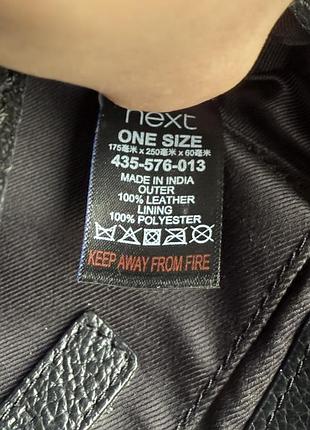 next
ONE SIZE
175毫米 x 250毫米 x 60毫米
435-576-013
MADE IN INDIA
OUTER
100% LEATHER
LINING
100% POLYESTER
KEEP AWAY FROM FIRE